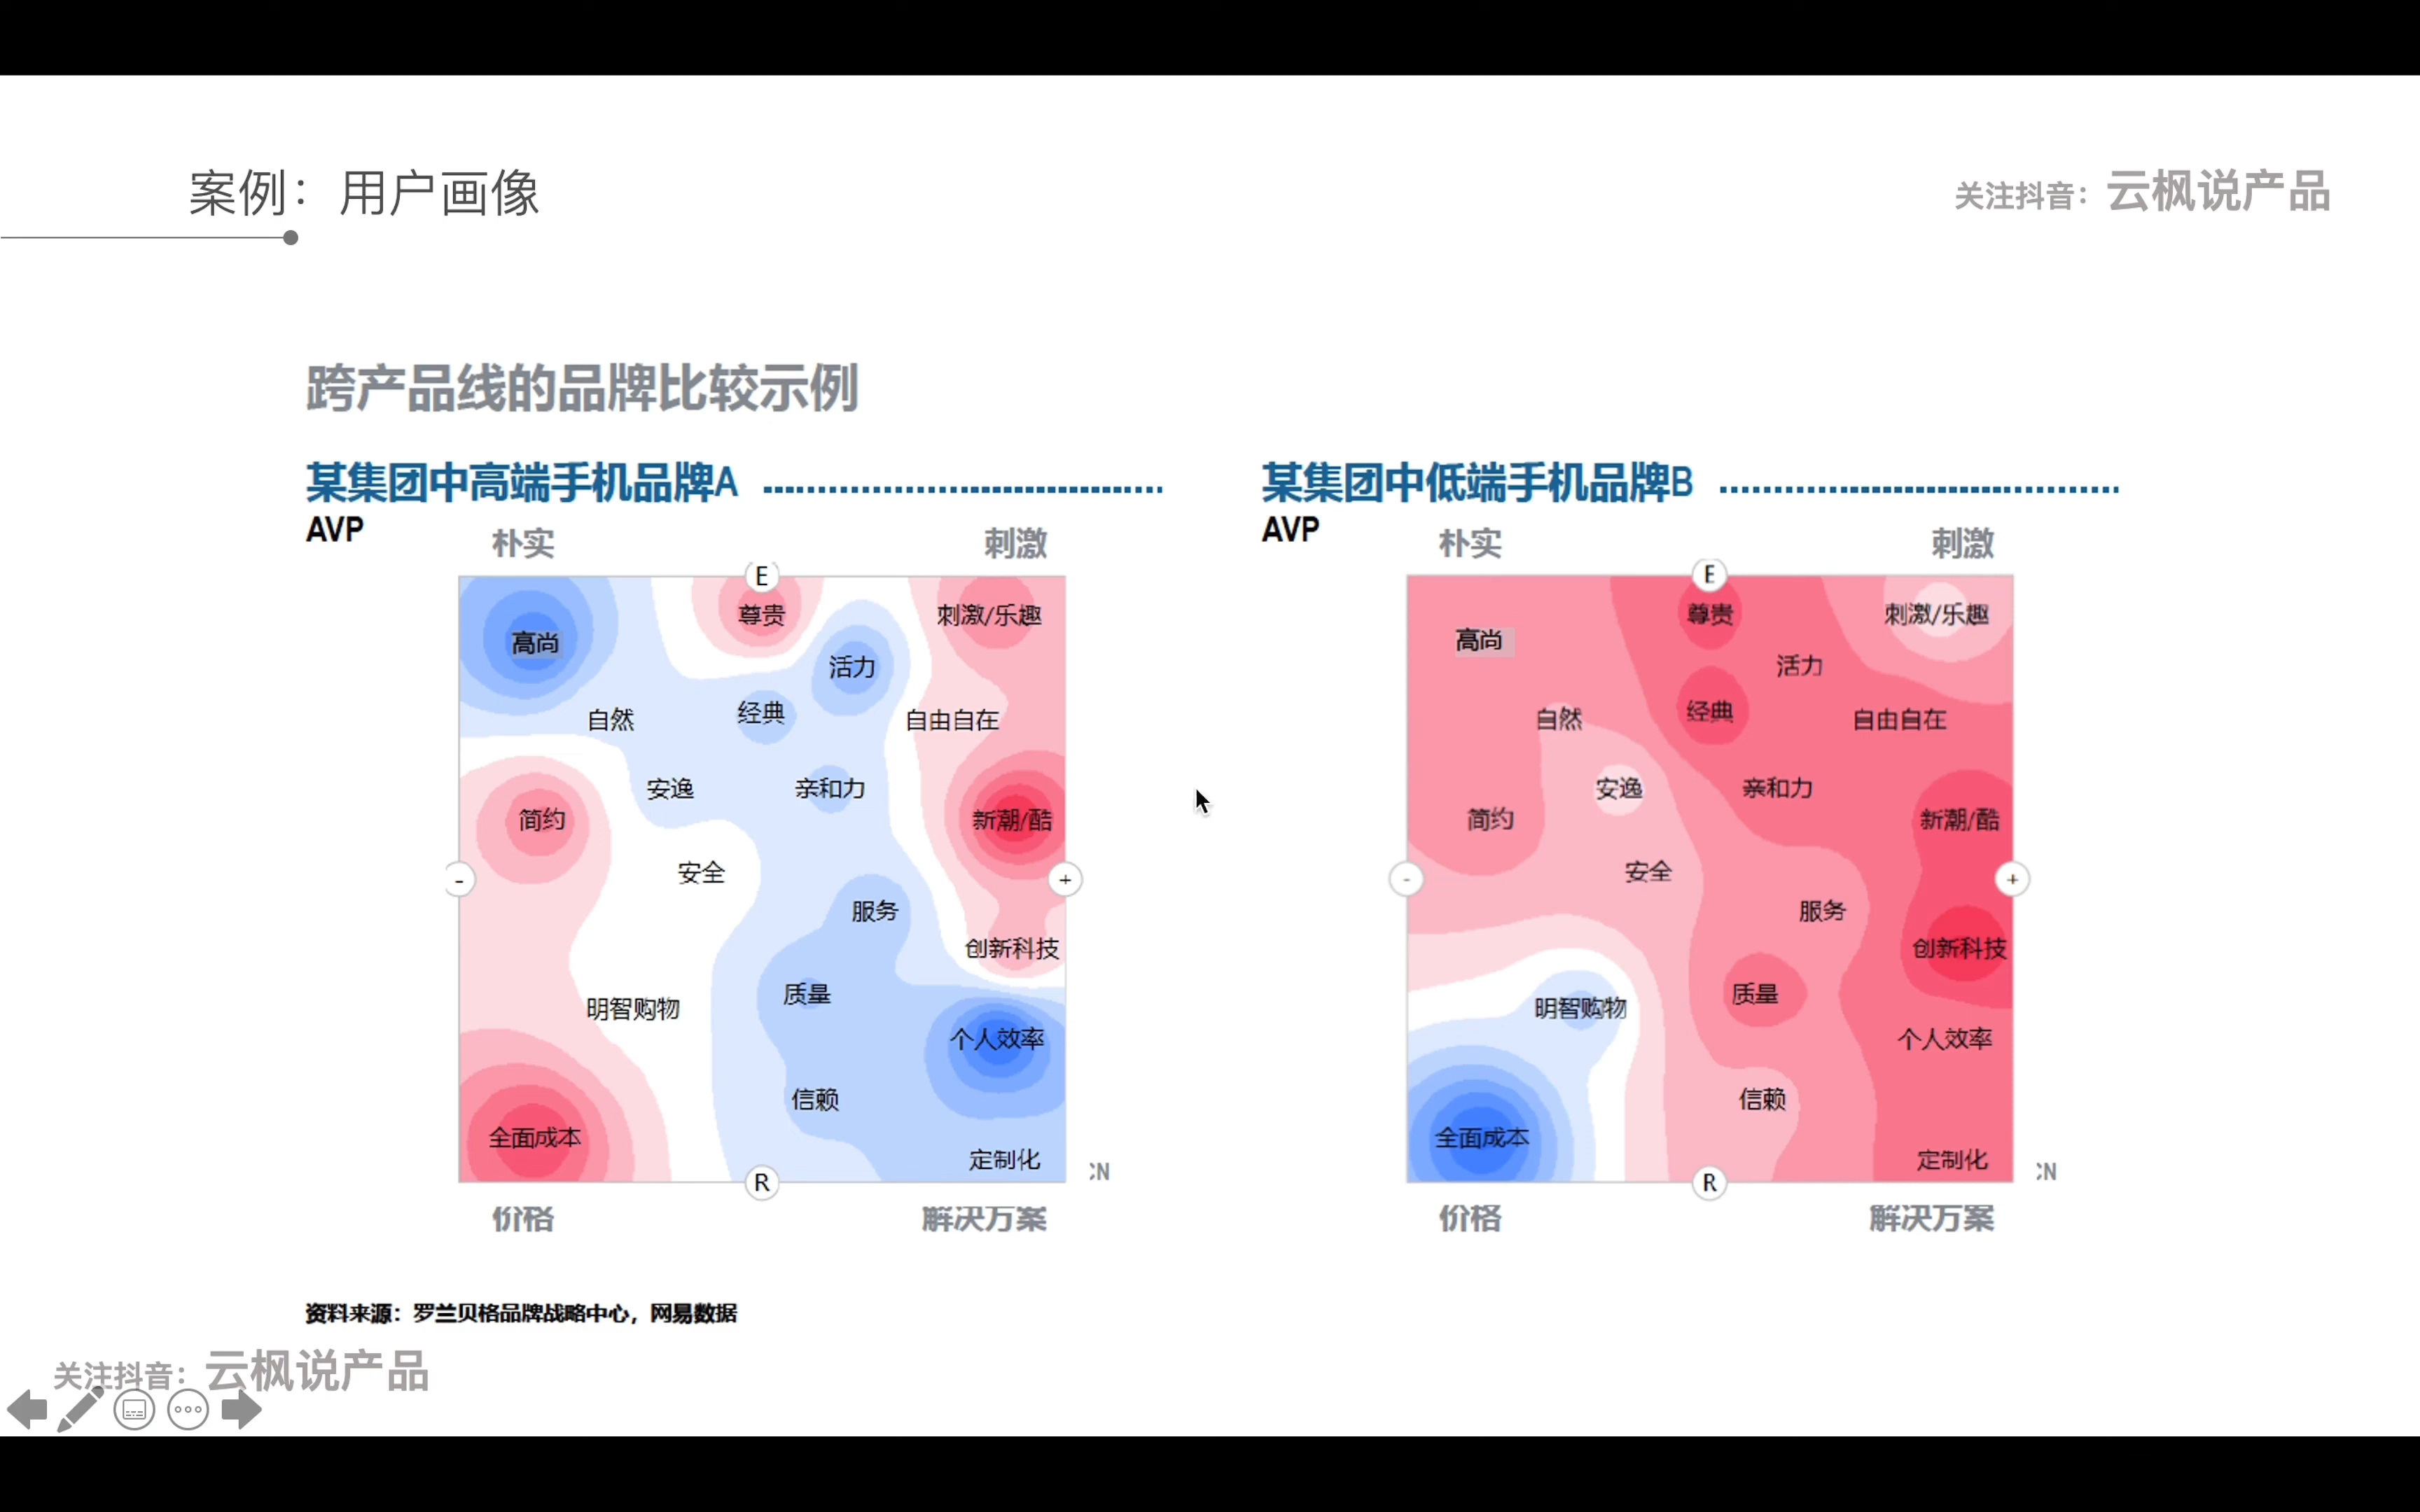 案例：用户画像
关注抖音：云枫说产品
跨产品线的品牌比较示例
某集团中高端手机品牌A
AVP
朴实
刺激
E
尊贵
刺激/乐趣
高尚
活力
自然
经典
自由自在
安逸
亲和力
简约
新潮/酷
安全
-
+
服务
创新科技
质量
明智购物
个人效率
信赖
全面成本
定制化
R
价格
解决方案
某集团中低端手机品牌B
AVP
朴实
刺激
E
尊贵
刺激/乐趣
高尚
活力
自然
经典
自由自在
安逸
亲和力
简约
新潮/酷
安全
-
+
服务
创新科技
质量
明智购物
个人效率
信赖
全面成本
定制化
R
价格
解决方案
资料来源：罗兰贝格品牌战略中心，网易数据
关注抖音：云枫说产品